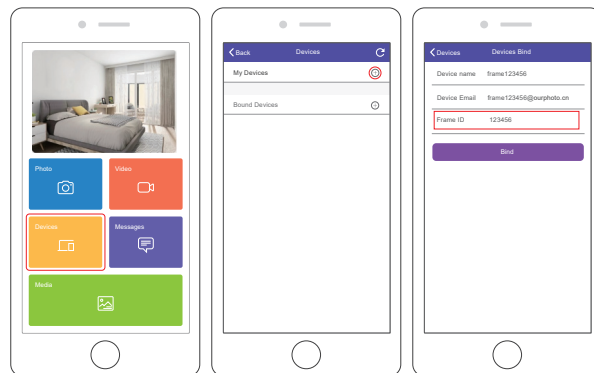 Photo
Video
Devices
Messages
Media
Back Devices
My Devices
Bound Devices
Devices Devices Bind
Device name frame123456
Device Email frame123456@ourphoto.cn
Frame ID 123456
Bind